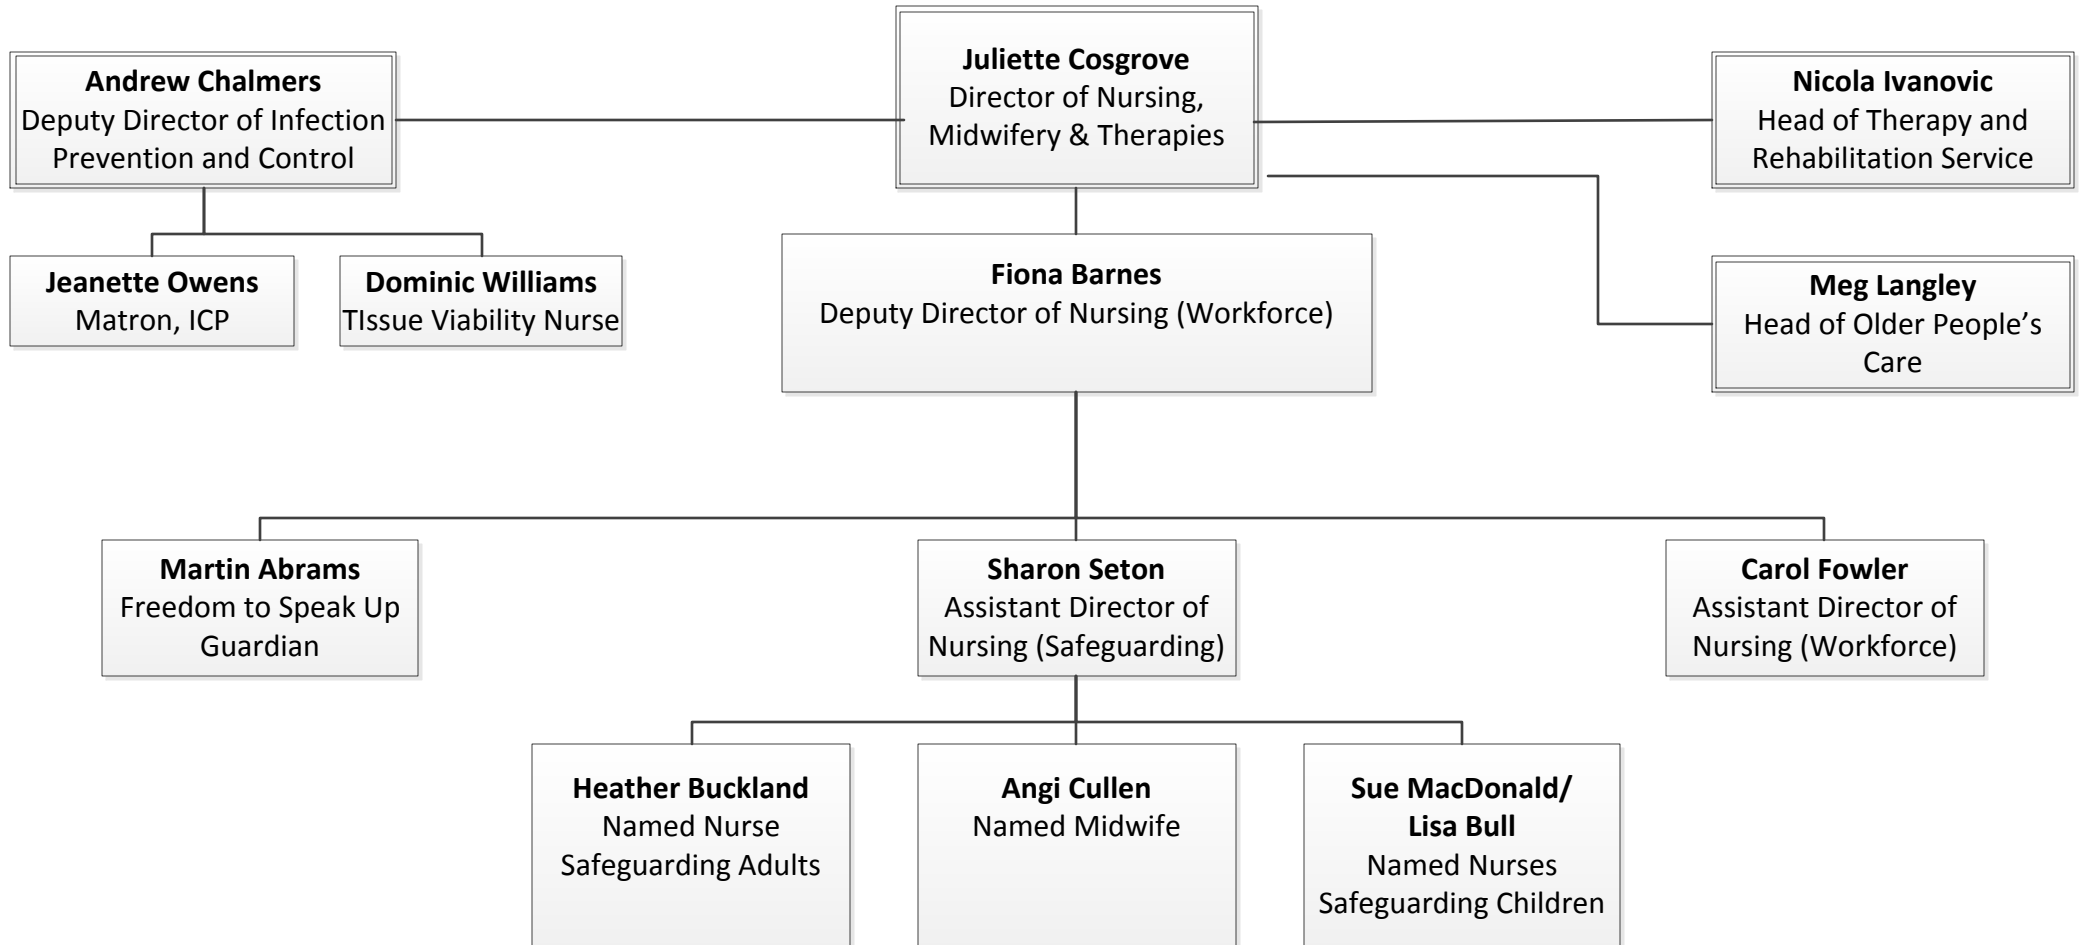 Andrew Chalmers
Deputy Director of Infection
Prevention and Control
Juliette Cosgrove
Director of Nursing,
Midwifery & Therapies
Nicola Ivanovic
Head of Therapy and
Rehabilitation Service
Jeanette Owens
Matron, ICP
Dominic Williams
TIssue Viability Nurse
Fiona Barnes
Deputy Director of Nursing (Workforce)
Meg Langley
Head of Older People’s
Care
Martin Abrams
Freedom to Speak Up
Guardian
Sharon Seton
Assistant Director of
Nursing (Safeguarding)
Carol Fowler
Assistant Director of
Nursing (Workforce)
Heather Buckland
Named Nurse
Safeguarding Adults
Angi Cullen
Named Midwife
Sue MacDonald/
Lisa Bull
Named Nurses
Safeguarding Children